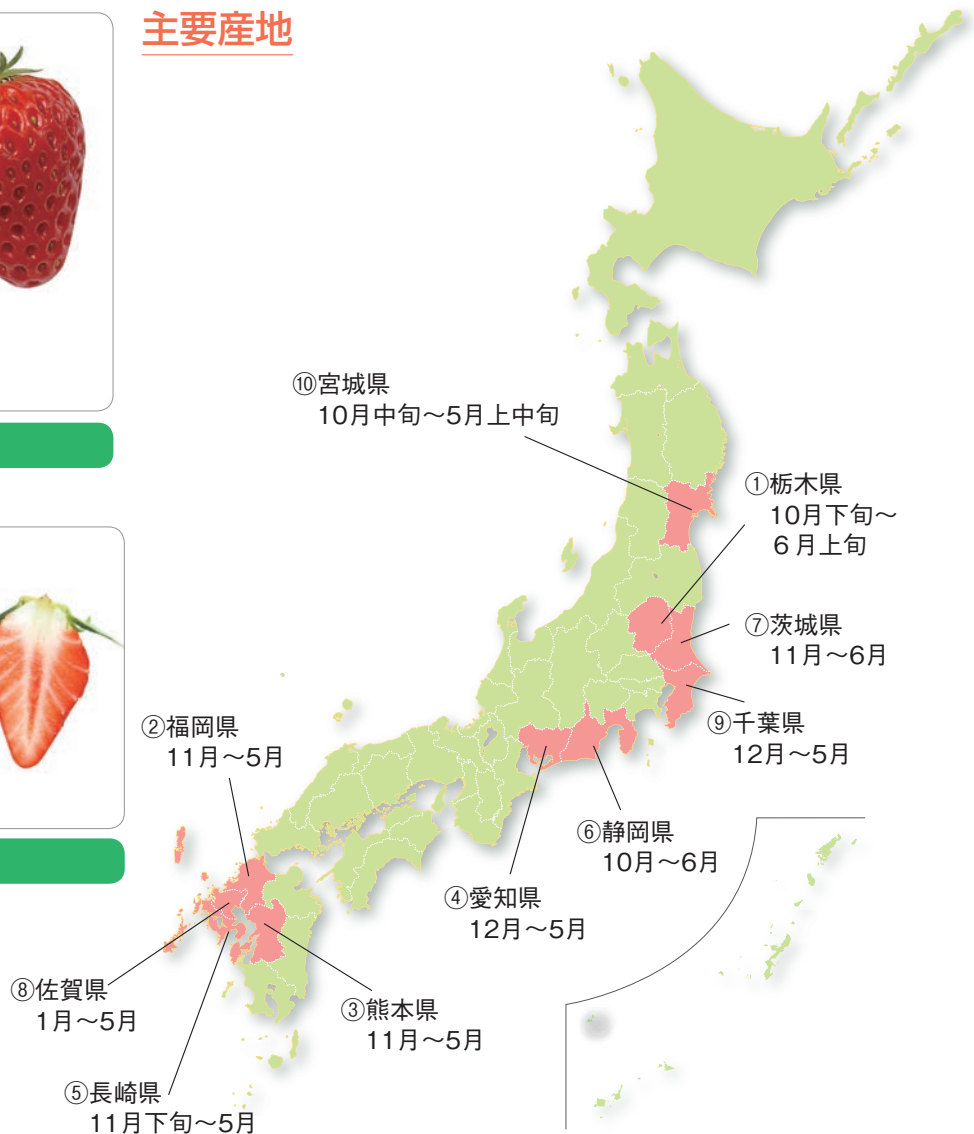 主要産地
⑩宮城県
10月中旬～5月上中旬
①栃木県
10月下旬～
6月上旬
⑦茨城県
11月～6月
⑨千葉県
12月～5月
②福岡県
11月～5月
⑥静岡県
10月～6月
④愛知県
12月～5月
⑧佐賀県
1月～5月
③熊本県
11月～5月
⑤長崎県
11月下旬～5月